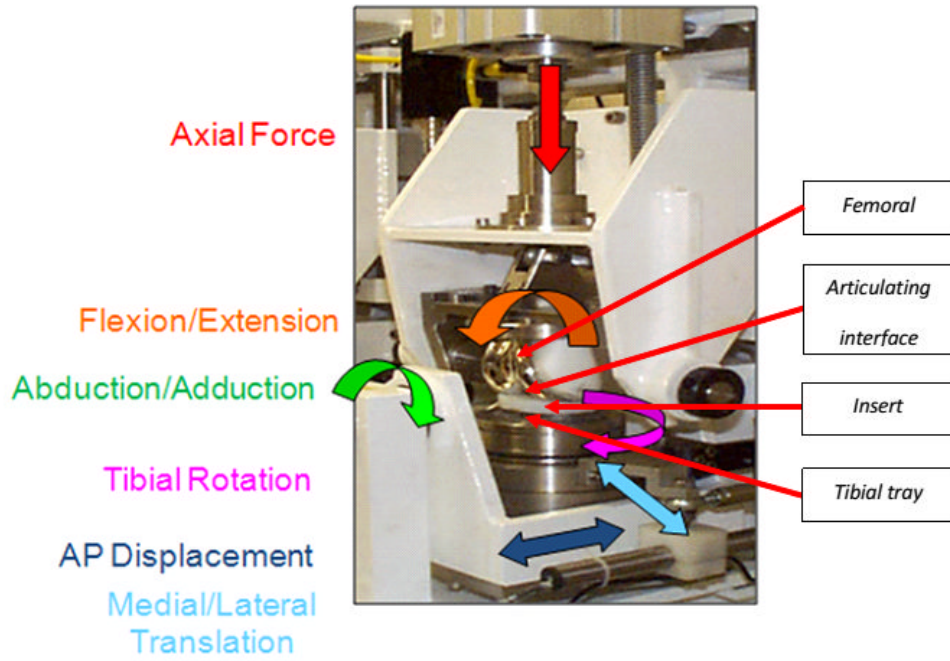 Axial Force
Femoral
Articulating
interface
Flexion/Extension
Abduction/Adduction
Insert
Tibial Rotation
Tibial tray
AP Displacement
Medial/Lateral
Translation